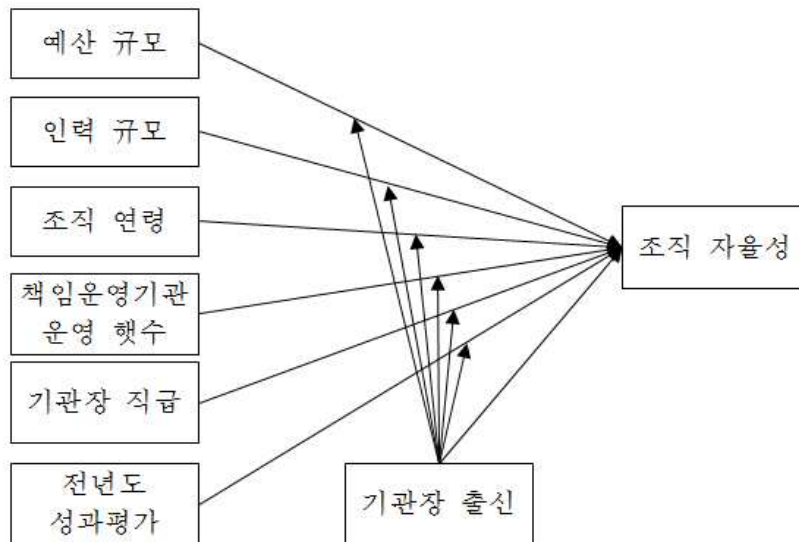 예산 규모
인력 규모
조직 연령
조직 자율성
책임운영기관
운영 햇수
기관장 직급
전년도
성과평가
기관장 출신